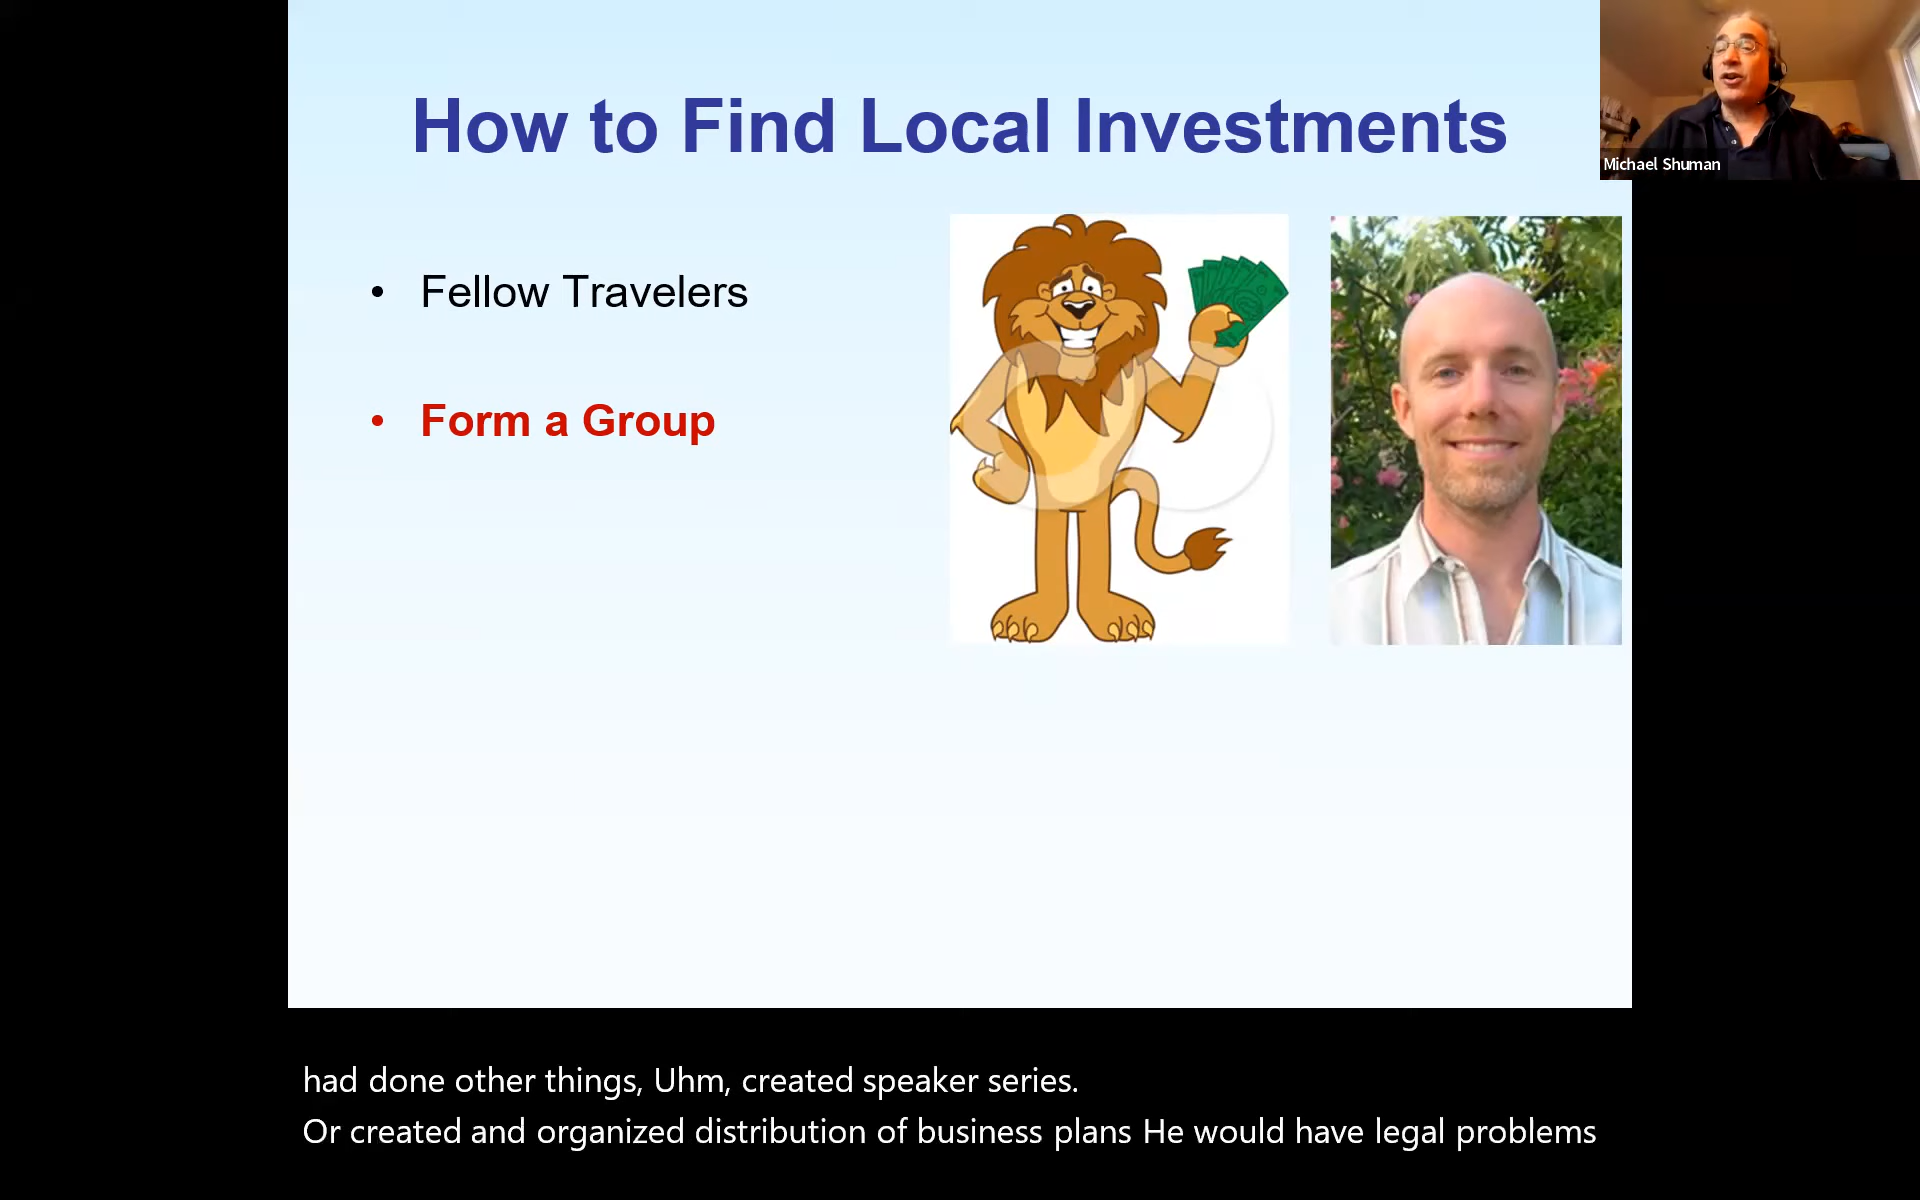 How to Find Local Investments
Michael Shuman
• Fellow Travelers
• Form a Group
had done other things, Uhm, created speaker series.
Or created and organized distribution of business plans He would have legal problems